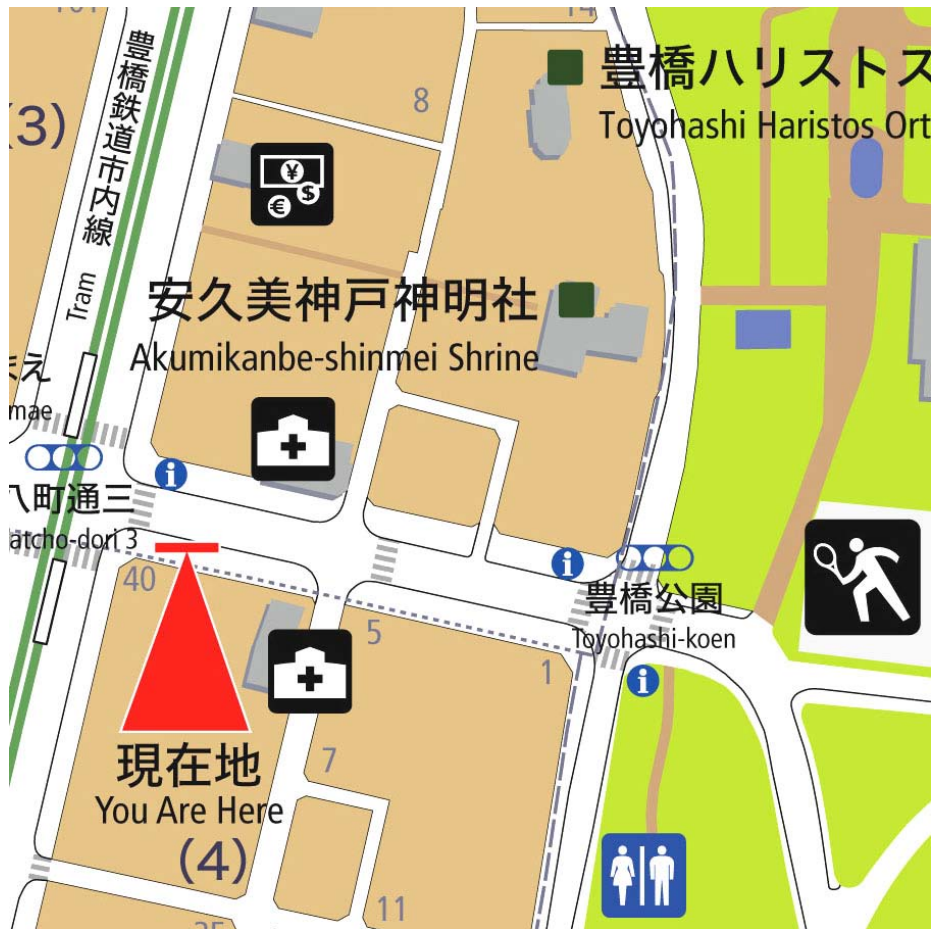 豊橋鉄道市内線
Tram
(3)
8
14
豊橋ハリストス
Toyohashi Haristos Ort
¥
$
€
安久美神戸神明社
Akumikanbe-shinmei Shrine
まえ
mae
i
八町通三
atcho-dori 3
40
5
1
i
豊橋公園
Toyohashi-koen
i
現在地
You Are Here
(4)
7
11